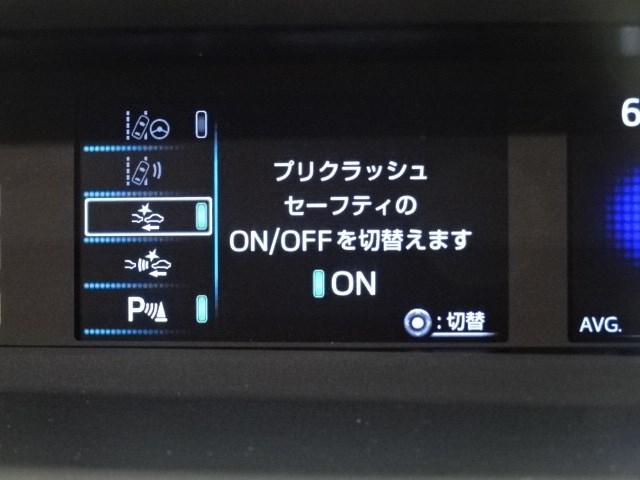 6
プリクラッシュ
セーフティの
ON/OFFを切替えます
ON
P
:切替
AVG.